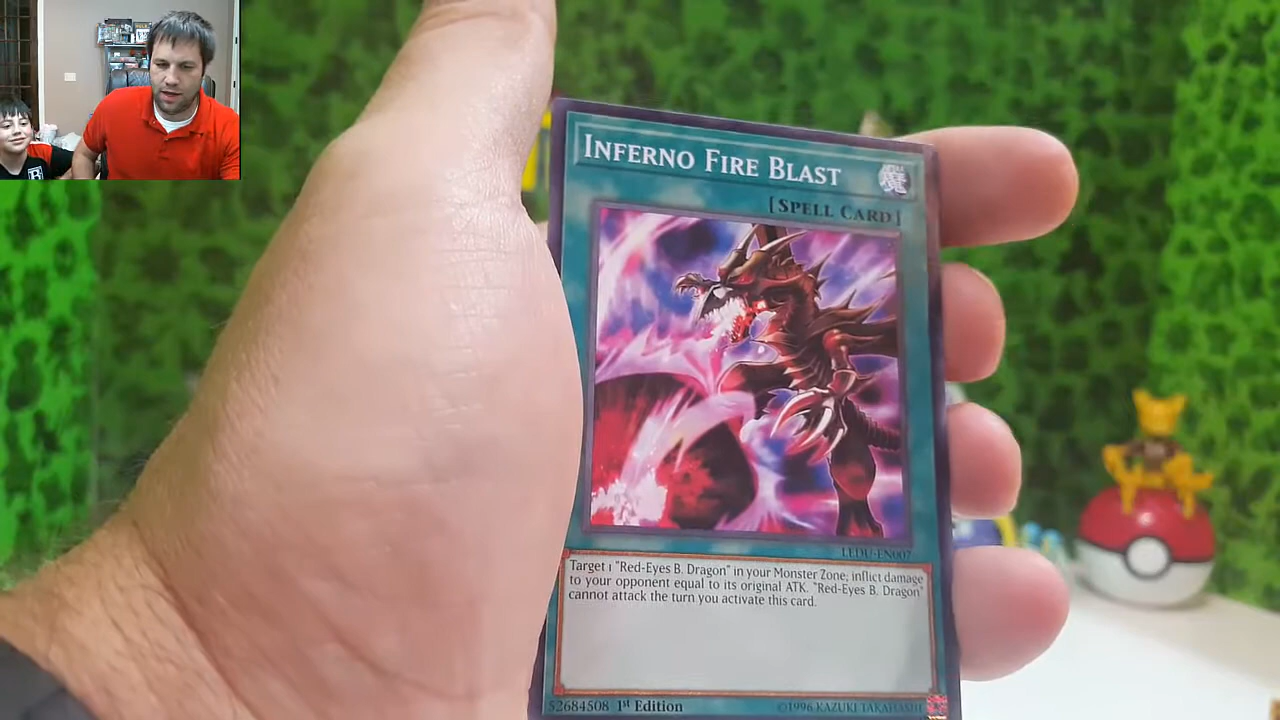 INFERNO FIRE BLAST
[SPELL CARD]
LEDU-EN007
Target 1 "Red-Eyes B. Dragon" in your Monster Zone; inflict damage
to your opponent equal to its original ATK. "Red-Eyes B. Dragon"
cannot attack the turn you activate this card.
52684508 1st Edition ©1996 KAZUKI TAKAHASHI